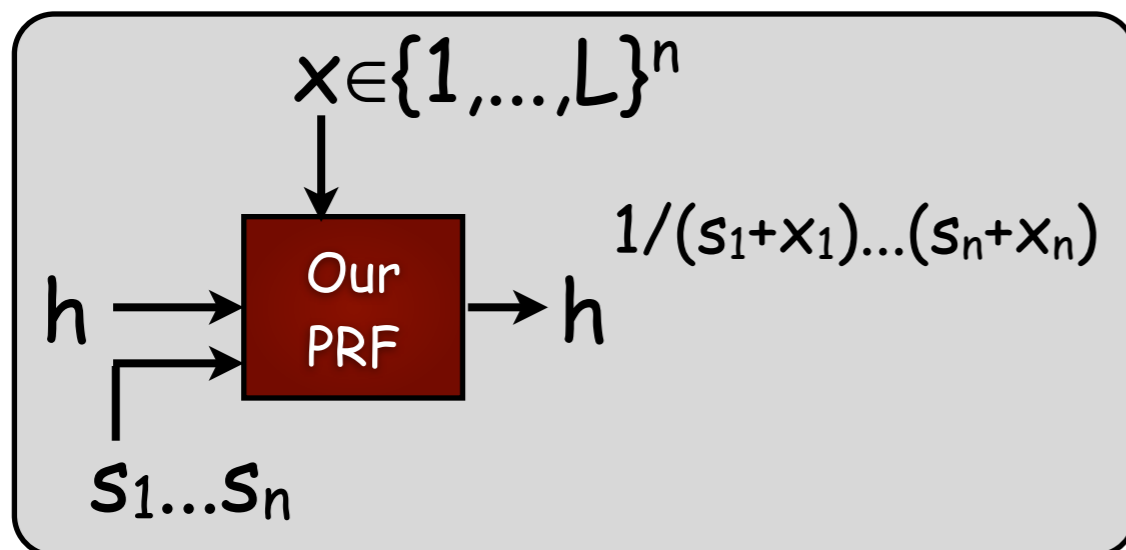 x∈{1,...,L}ⁿ
1/(s₁+x₁)...(sₙ+xₙ)
Our
PRF
h
h
s₁...sₙ